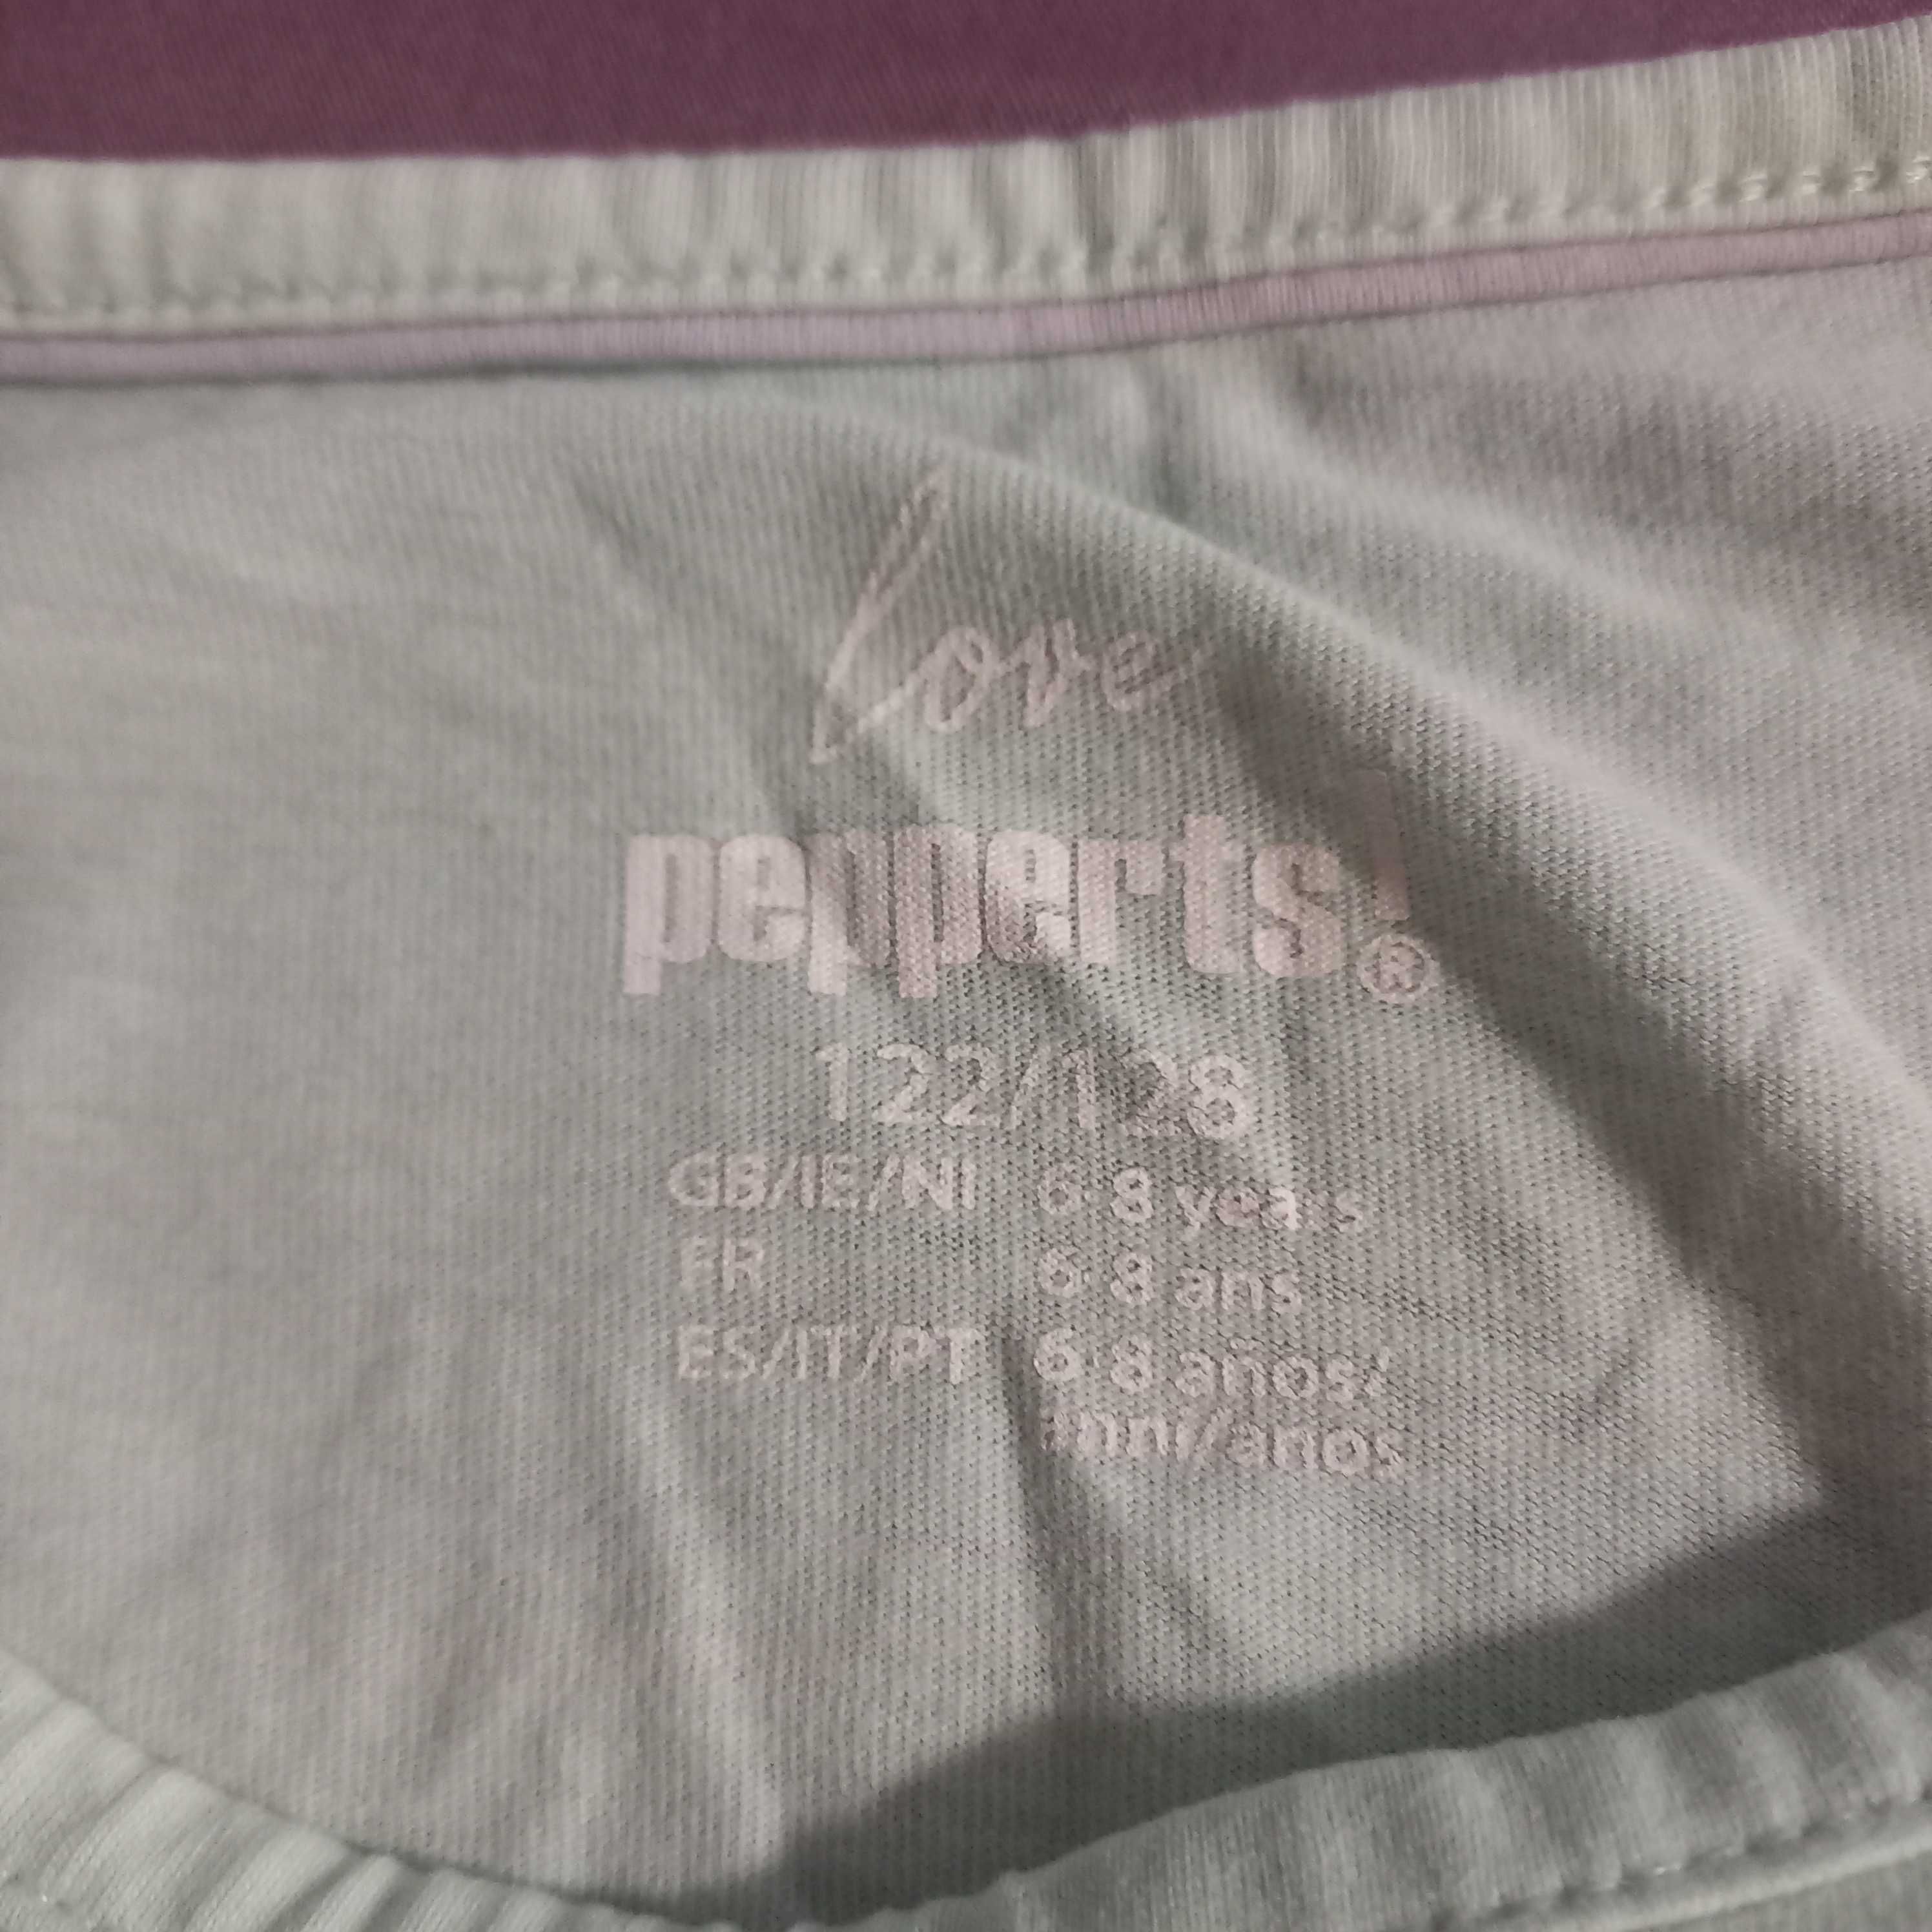 Love
pepperts!®
122/128
GB/IE/NI 6-8 years
FR 6-8 ans
ES/IT/PT 6-8 años/
anni/anos